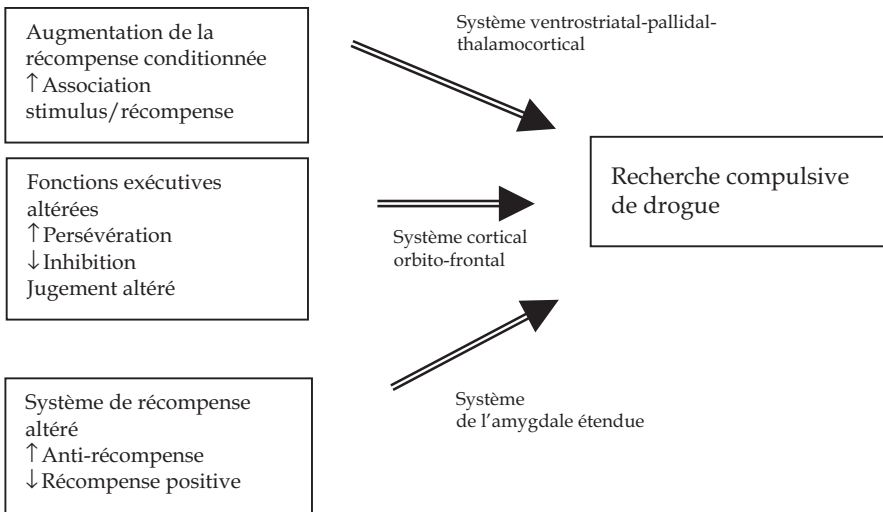 Augmentation de la
récompense conditionnée
↑Association
stimulus/récompense
Système ventrostriatal-pallidal-
thalamocortical
Fonctions exécutives
altérées
↑Persévération
↓Inhibition
Jugement altéré
Système cortical
orbito-frontal
Recherche compulsive
de drogue
Système de récompense
altéré
↑Anti-récompense
↓Récompense positive
Système
de l'amygdale étendue